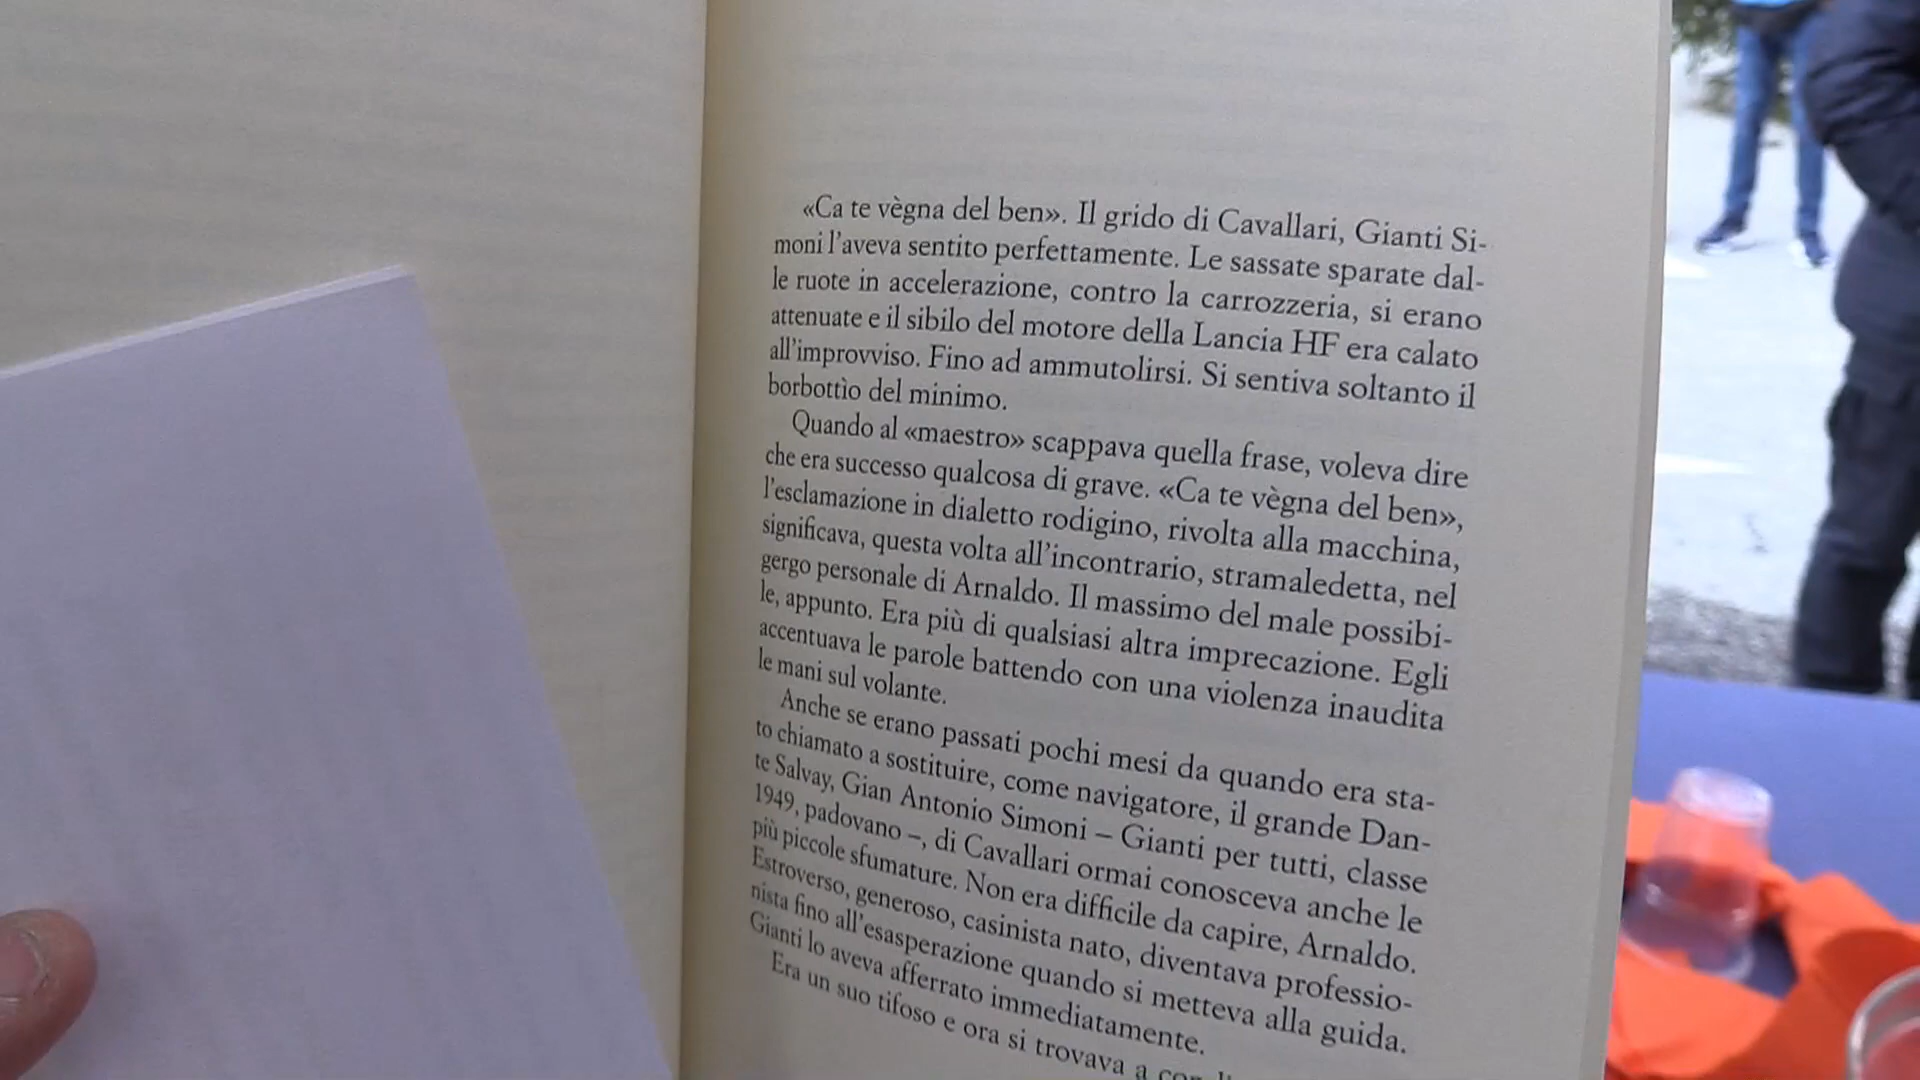 «Ca te vègna del ben». Il grido di Cavallari, Gianti Si-
moni l'aveva sentito perfettamente. Le sassate sparate dal-
le ruote in accelerazione, contro la carrozzeria, si erano
attenuate e il sibilo del motore della Lancia HF era calato
all'improvviso. Fino ad ammutolirsi. Si sentiva soltanto il
borbottìo del minimo.
Quando al «maestro» scappava quella frase, voleva dire
che era successo qualcosa di grave. «Ca te vègna del ben»,
l'esclamazione in dialetto rodigino, rivolta alla macchina,
significava, questa volta all'incontrario, stramaledetta, nel
gergo personale di Arnaldo. Il massimo del male possibi-
le, appunto. Era più di qualsiasi altra imprecazione. Egli
accentuava le parole battendo con una violenza inaudita
le mani sul volante.
Anche se erano passati pochi mesi da quando era sta-
to chiamato a sostituire, come navigatore, il grande Dan-
te Salvay, Gian Antonio Simoni – Gianti per tutti, classe
1949, padovano –, di Cavallari ormai conosceva anche le
più piccole sfumature. Non era difficile da capire, Arnaldo.
Estroverso, generoso, casinista nato, diventava professio-
nista fino all'esasperazione quando si metteva alla guida.
Gianti lo aveva afferrato immediatamente.
Era un suo tifoso e ora si trovava a